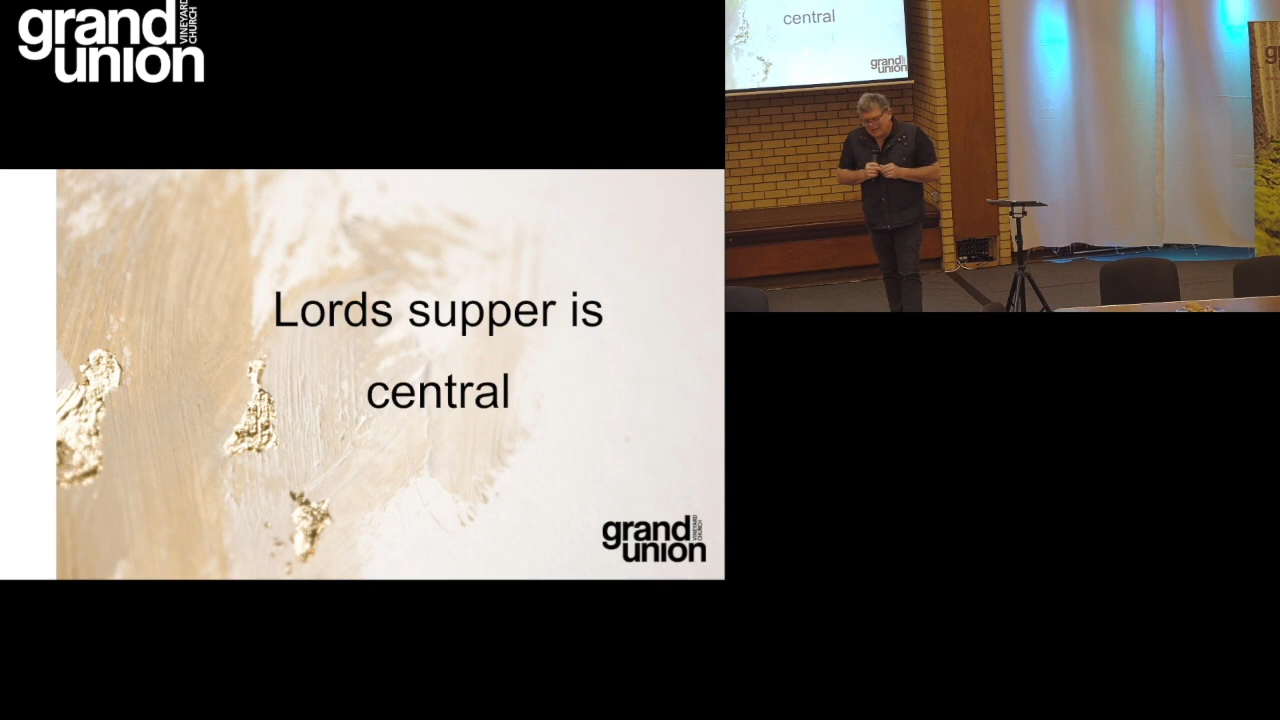 grand
union
VINEYARD
CHURCH
Lords supper is
central
grand
union
VINEYARD
CHURCH
central
grand
union
g